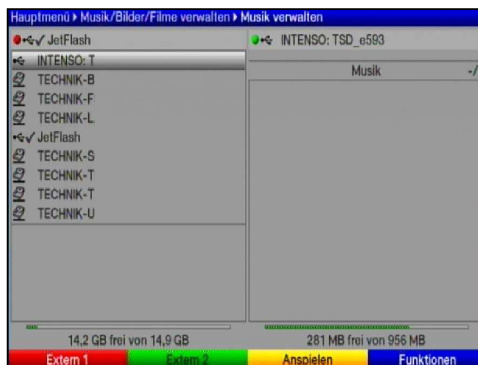 Hauptmenü ▸ Musik/Bilder/Filme verwalten ▸ Musik verwalten
JetFlash
INTENSO: TSD_e593
INTENSO: T
TECHNIK-B
TECHNIK-F
TECHNIK-L
JetFlash
TECHNIK-S
TECHNIK-T
TECHNIK-T
TECHNIK-U
Musik -/
14,2 GB frei von 14,9 GB
281 MB frei von 956 MB
Extern 1
Extern 2
Anspielen
Funktionen